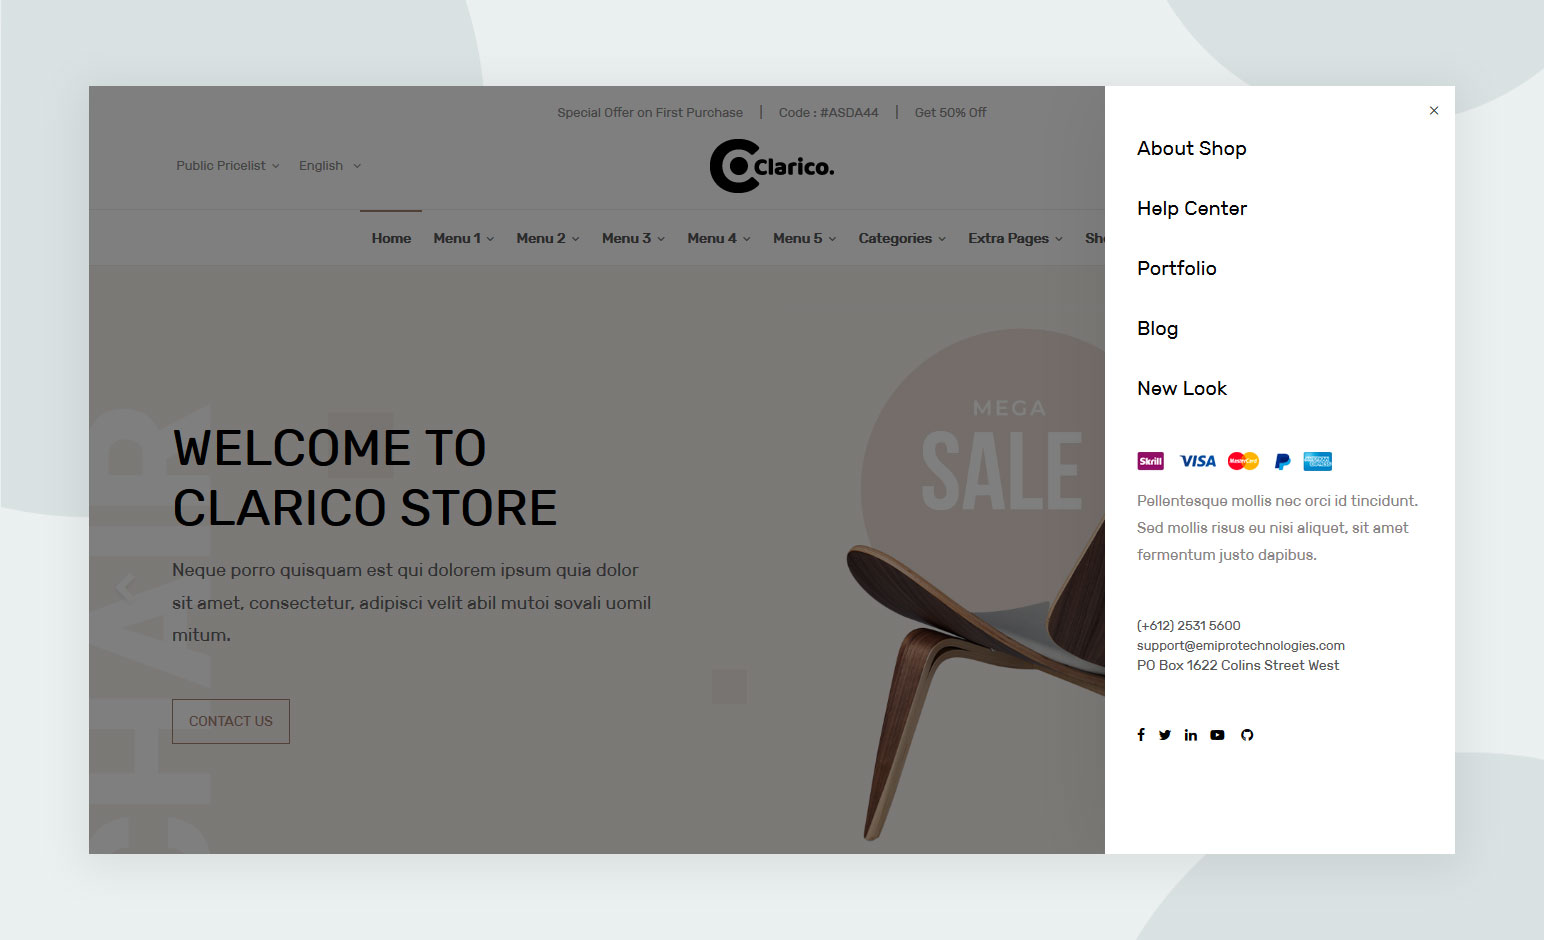 Special Offer on First Purchase | Code : #ASDA44 | Get 50% Off
Public Pricelist English
Clarico.
Home Menu 1 Menu 2 Menu 3 Menu 4 Menu 5 Categories Extra Pages
CHAIR
WELCOME TO
CLARICO STORE
Neque porro quisquam est qui dolorem ipsum quia dolor
sit amet, consectetur, adipisci velit abil mutoi sovali uomil
mitum.
CONTACT US
MEGA
SALE
×
About Shop
Help Center
Portfolio
Blog
New Look
Skrill VISA MasterCard
Pellentesque mollis nec orci id tincidunt.
Sed mollis risus eu nisi aliquet, sit amet
fermentum justo dapibus.
(+612) 2531 5600
support@emiprotechnologies.com
PO Box 1622 Colins Street West